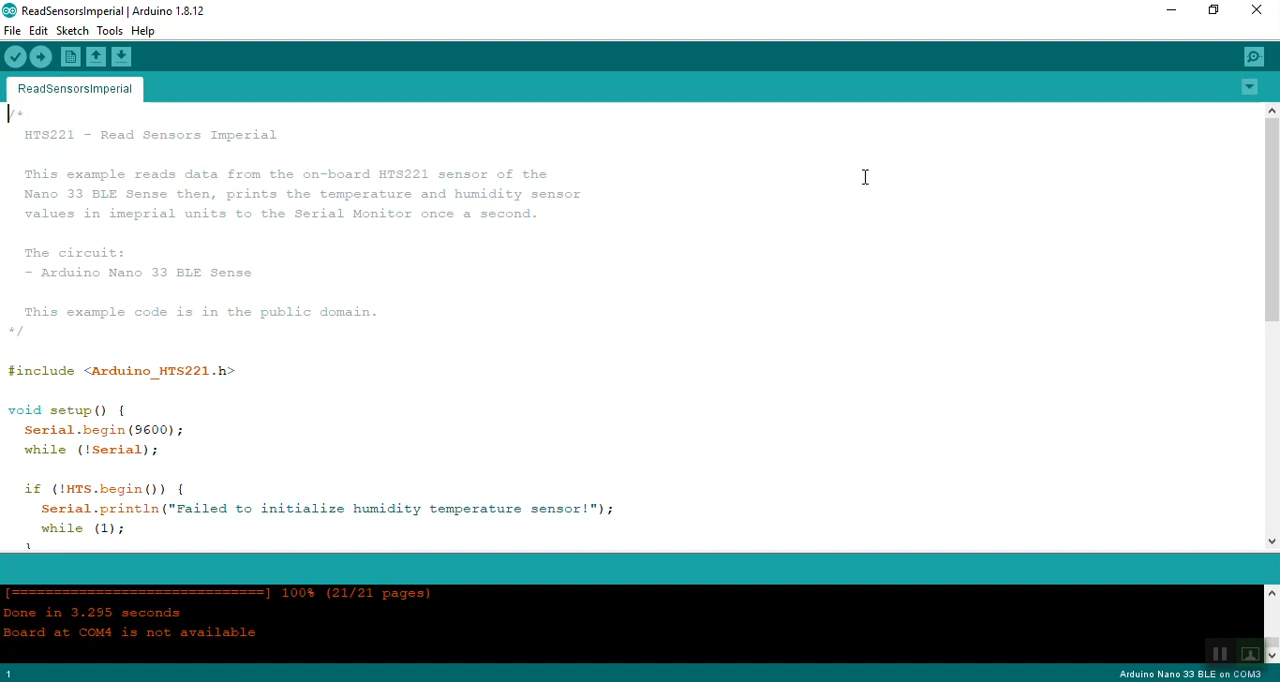 ReadSensorsImperial | Arduino 1.8.12
File Edit Sketch Tools Help
ReadSensorsImperial
/*
HTS221 - Read Sensors Imperial
This example reads data from the on-board HTS221 sensor of the
Nano 33 BLE Sense then, prints the temperature and humidity sensor
values in imeprial units to the Serial Monitor once a second.
The circuit:
- Arduino Nano 33 BLE Sense
This example code is in the public domain.
*/
#include <Arduino_HTS221.h>
void setup() {
Serial.begin(9600);
while (!Serial);
if (!HTS.begin()) {
Serial.println("Failed to initialize humidity temperature sensor!");
while (1);
}
[==============================] 100% (21/21 pages)
Done in 3.295 seconds
Board at COM4 is not available
1
Arduino Nano 33 BLE on COM3